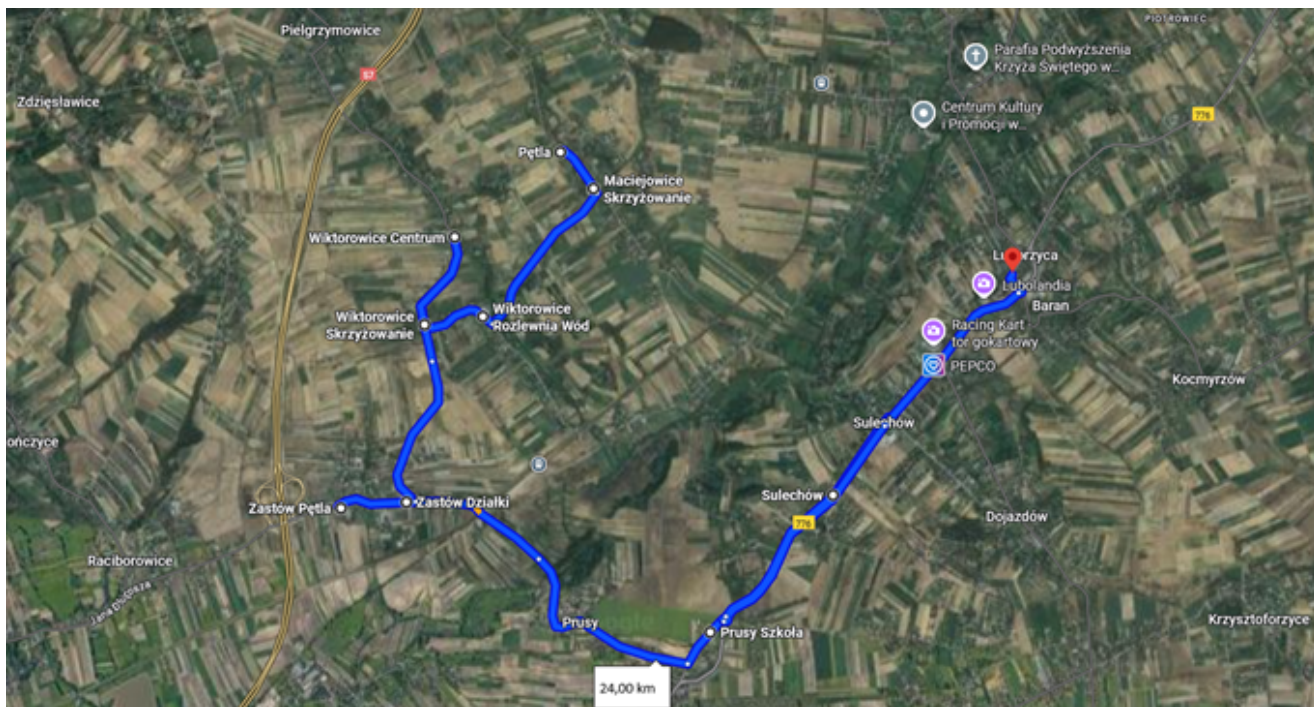 PIOTROWIEC
Pielgrzymowice
S7
Zdzięsławice
Parafia Podwyższenia
Krzyża Świętego w...
776
Centrum Kultury
i Promocji w...
Pętla
Maciejowice
Skrzyżowanie
Wiktorowice Centrum
Lubolandia
Baran
Wiktorowice
Skrzyżowanie
Wiktorowice
Rozlewnia Wód
Racing Kart
tor gokartowy
PEPCO
Kocmyrzów
Sulechów
ończyce
Sulechów
Zastów Działki
Zastów Pętla
776
Dojazdów
Raciborowice
Prusy
Prusy Szkoła
Krzysztoforzyce
24,00 km